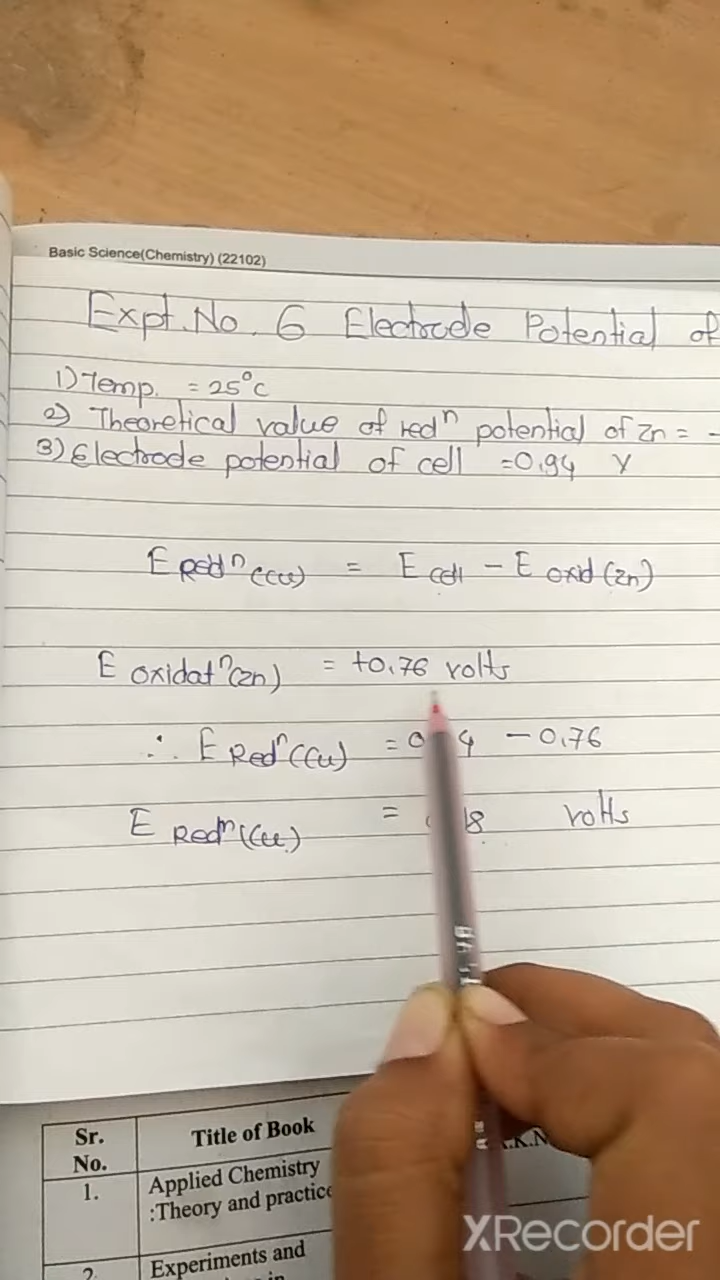 Basic Science(Chemistry) (22102)
Expt. No. 6 Electrode Potential of
1) Temp. = 25°c
2) Theoretical value of redⁿ potential of Zn = -
3) Electrode potential of cell = 0.94 V
E Redⁿ (Cu) = E cell - E oxid (Zn)
E oxidatⁿ (Zn) = +0.76 volts
∴ E Redⁿ (Cu) = 0 4 - 0.76
E Redⁿ (Cu) = 18 volts
Sr. No. Title of Book
1. Applied Chemistry
:Theory and practice
2. Experiments and
XRecorder